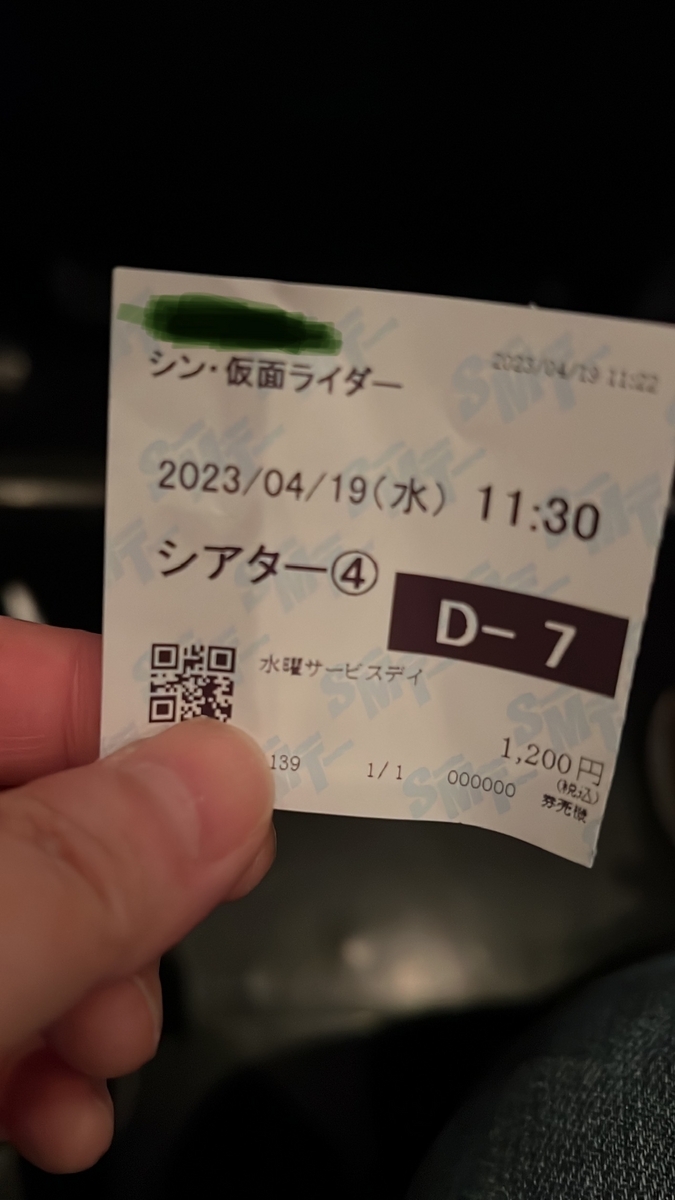 シン・仮面ライダー
2023/04/19 11:22
2023/04/19(水) 11:30
シアター④
D- 7
水曜サービスデイ
1,200円
(税込)
139 1/1 000000 券売機